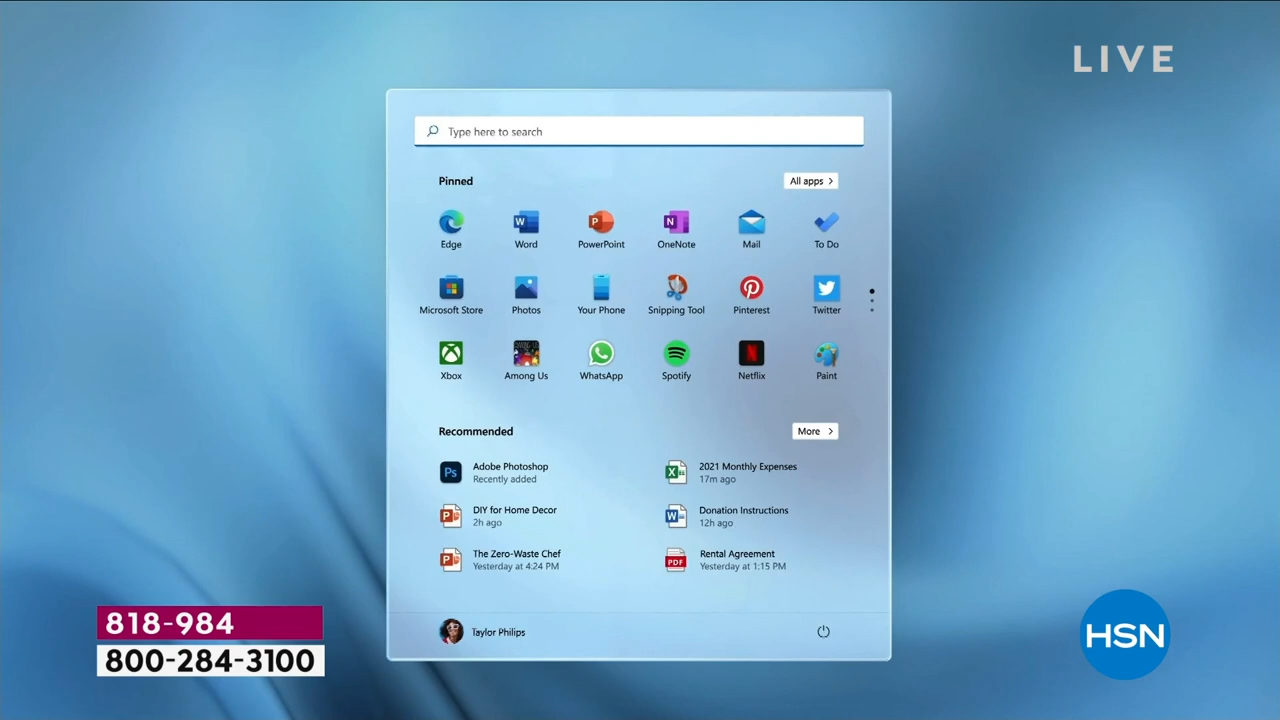 LIVE
Type here to search
Pinned
All apps
Edge
Word
PowerPoint
OneNote
Mail
To Do
Microsoft Store
Photos
Your Phone
Snipping Tool
Pinterest
Twitter
Xbox
Among Us
WhatsApp
Spotify
Netflix
Paint
Recommended
More
Adobe Photoshop
Recently added
2021 Monthly Expenses
17m ago
DIY for Home Decor
2h ago
Donation Instructions
12h ago
The Zero-Waste Chef
Yesterday at 4:24 PM
Rental Agreement
Yesterday at 1:15 PM
Taylor Philips
818-984
800-284-3100
HSN
W
P
N
Ps
X
P
W
P
PDF